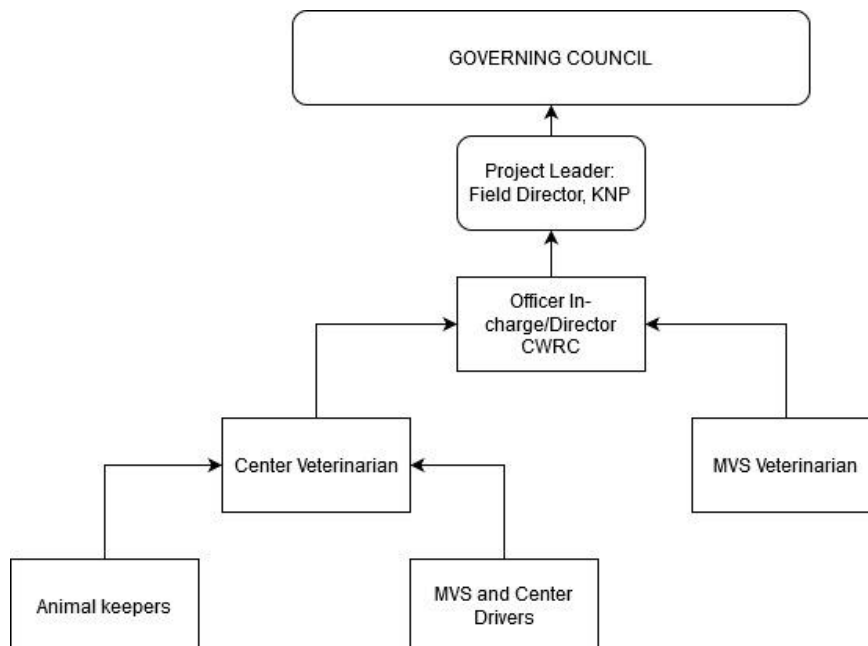 GOVERNING COUNCIL
Project Leader:
Field Director, KNP
Officer In-
charge/Director
CWRC
Center Veterinarian
MVS Veterinarian
Animal keepers
MVS and Center
Drivers